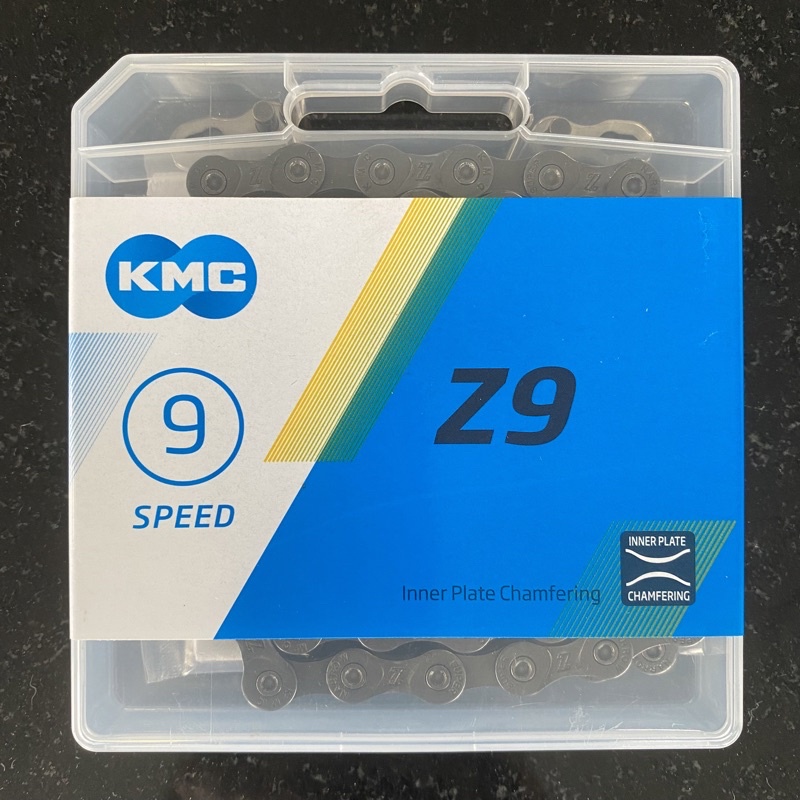 KMC
9
SPEED
Z9
Inner Plate Chamfering
INNER PLATE
CHAMFERING